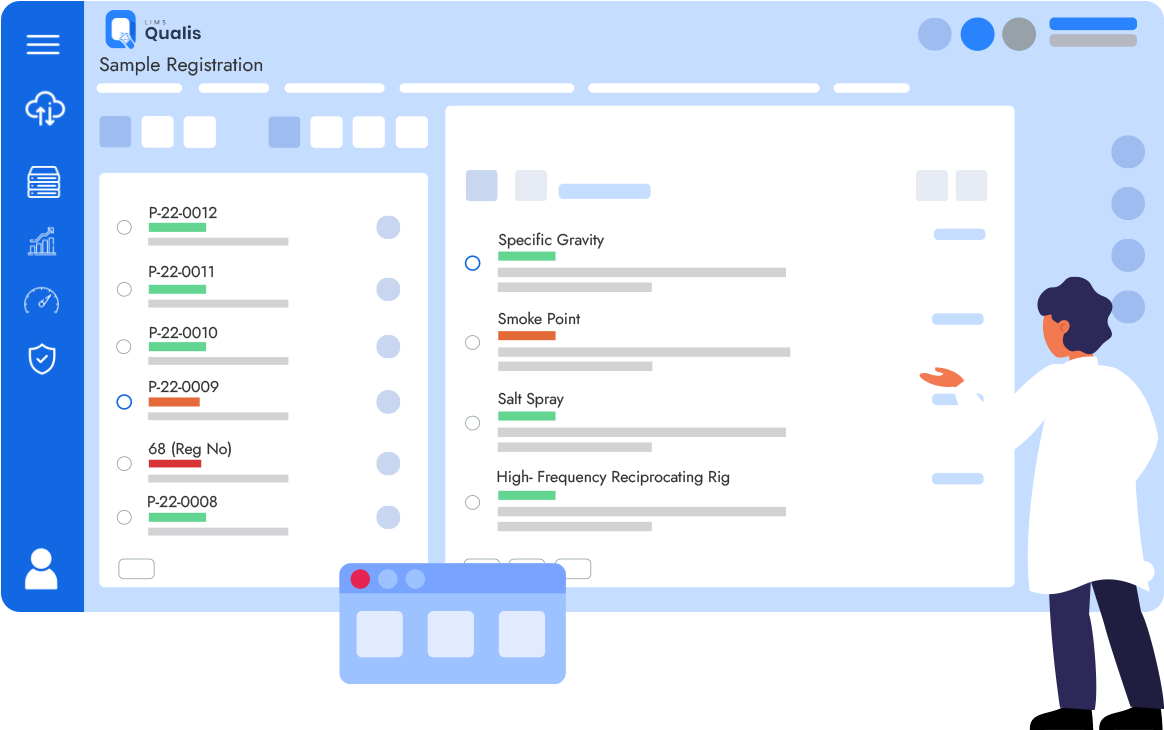 LIMS
Qualis
Sample Registration
P-22-0012
P-22-0011
P-22-0010
P-22-0009
68 (Reg No)
P-22-0008
Specific Gravity
Smoke Point
Salt Spray
High- Frequency Reciprocating Rig